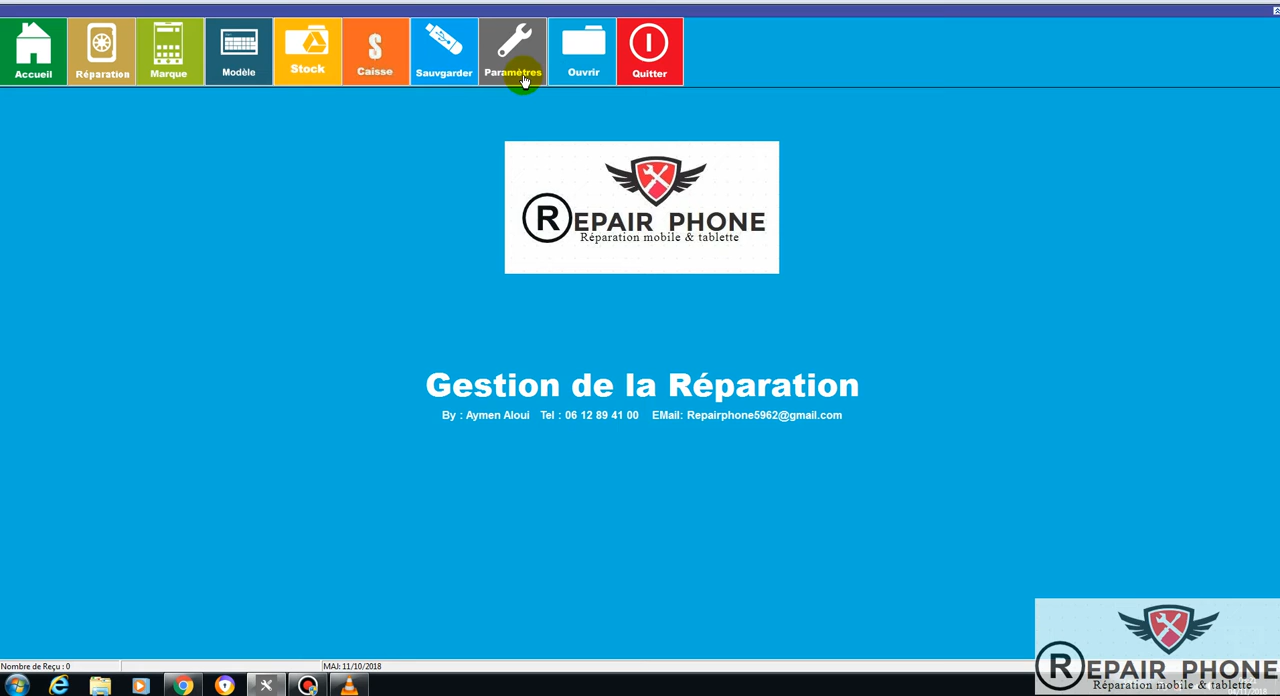 Accueil
Réparation
Marque
Modèle
Stock
Caisse
Sauvgarder
Paramètres
Ouvrir
Quitter
REPAIR PHONE
Réparation mobile & tablette
Gestion de la Réparation
By : Aymen Aloui Tel : 06 12 89 41 00 EMail: Repairphone5962@gmail.com
Nombre de Reçu : 0
MAJ: 11/10/2018
REPAIR PHONE
Réparation mobile & tablette